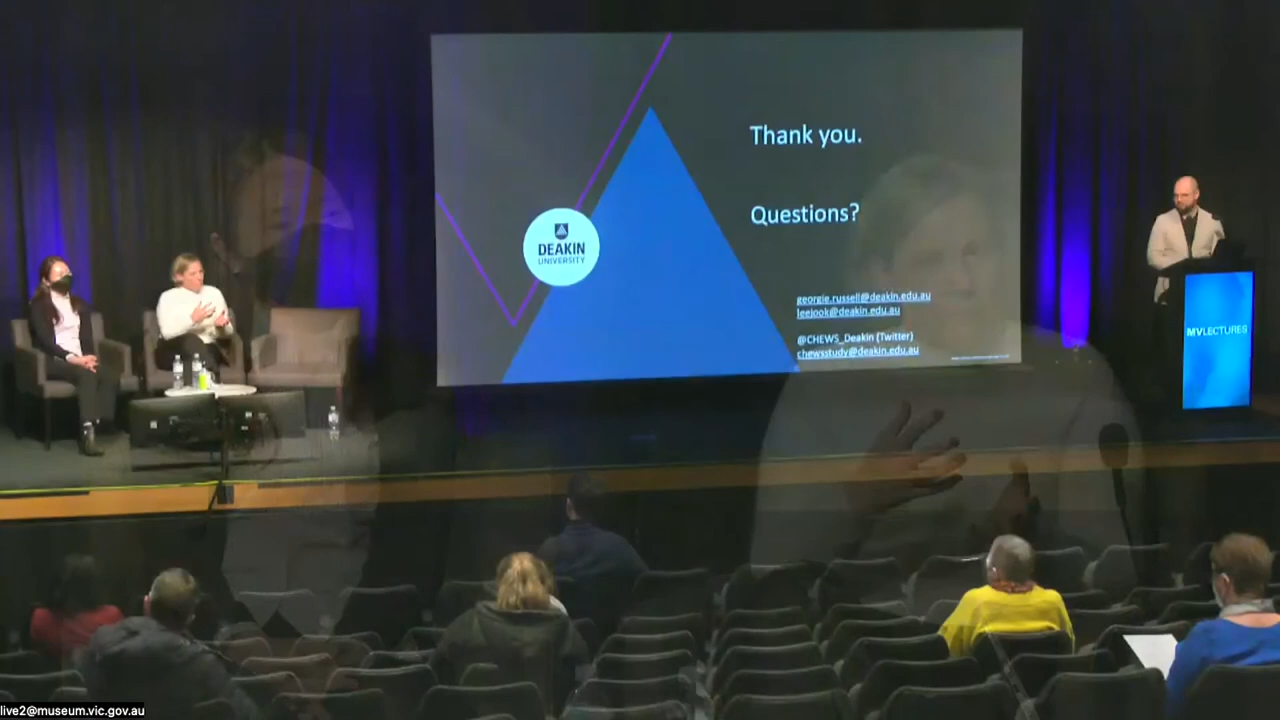 Thank you.
Questions?
DEAKIN
UNIVERSITY
georgie.russell@deakin.edu.au
leejook@deakin.edu.au
@CHEWS_Deakin (Twitter)
chewsstudy@deakin.edu.au
MVLECTURES
live2@museum.vic.gov.au